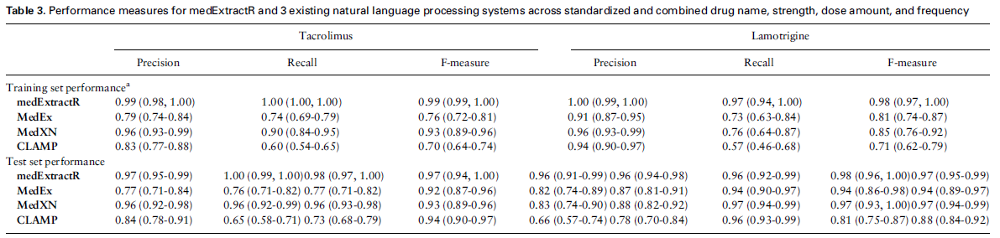 Table 3. Performance measures for medExtractR and 3 existing natural language processing systems across standardized and combined drug name, strength, dose amount, and frequency
Tacrolimus Lamotrigine
Precision Recall F-measure Precision Recall F-measure
Training set performanceᵃ
medExtractR 0.99 (0.98, 1.00) 1.00 (1.00, 1.00) 0.99 (0.99, 1.00) 1.00 (0.99, 1.00) 0.97 (0.94, 1.00) 0.98 (0.97, 1.00)
MedEx 0.79 (0.74-0.84) 0.74 (0.69-0.79) 0.76 (0.72-0.81) 0.91 (0.87-0.95) 0.73 (0.63-0.84) 0.81 (0.74-0.87)
MedXN 0.96 (0.93-0.99) 0.90 (0.84-0.95) 0.93 (0.89-0.96) 0.96 (0.93-0.99) 0.76 (0.64-0.87) 0.85 (0.76-0.92)
CLAMP 0.83 (0.77-0.88) 0.60 (0.54-0.65) 0.70 (0.64-0.74) 0.94 (0.90-0.97) 0.57 (0.46-0.68) 0.71 (0.62-0.79)
Test set performance
medExtractR 0.97 (0.95-0.99) 1.00 (0.99, 1.00)0.98 (0.97, 1.00) 0.97 (0.94, 1.00) 0.96 (0.91-0.99) 0.96 (0.94-0.98) 0.96 (0.92-0.99) 0.98 (0.96, 1.00)0.97 (0.95-0.99)
MedEx 0.77 (0.71-0.84) 0.76 (0.71-0.82) 0.77 (0.71-0.82) 0.92 (0.87-0.96) 0.82 (0.74-0.89) 0.87 (0.81-0.91) 0.94 (0.90-0.97) 0.94 (0.86-0.98) 0.94 (0.89-0.97)
MedXN 0.96 (0.92-0.98) 0.96 (0.92-0.99) 0.96 (0.93-0.98) 0.93 (0.89-0.96) 0.83 (0.74-0.90) 0.88 (0.82-0.92) 0.97 (0.94-0.99) 0.97 (0.93, 1.00)0.97 (0.94-0.99)
CLAMP 0.84 (0.78-0.91) 0.65 (0.58-0.71) 0.73 (0.68-0.79) 0.94 (0.90-0.97) 0.66 (0.57-0.74) 0.78 (0.70-0.84) 0.96 (0.93-0.99) 0.81 (0.75-0.87) 0.88 (0.84-0.92)